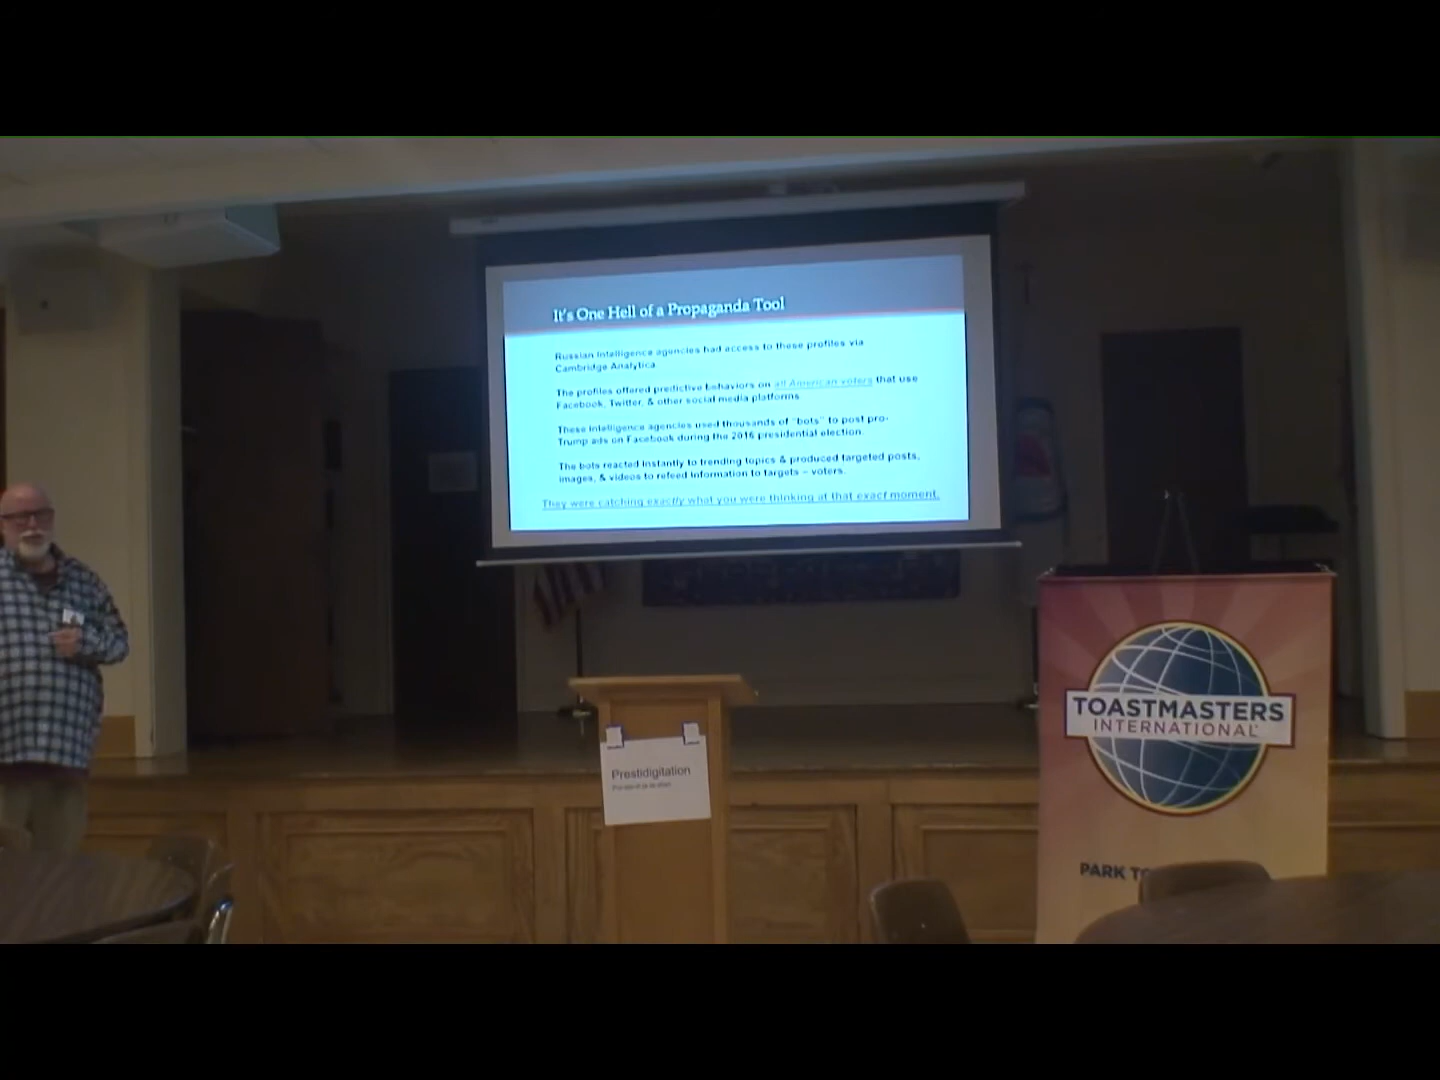 It's One Hell of a Propaganda Tool
Russian Intelligence agencies had access to these profiles via
Cambridge Analytica
The profiles offered predictive behaviors on all American voters that use
Facebook, Twitter, & other social media platforms
These intelligence agencies used thousands of "bots" to post pro-
Trump ads on Facebook during the 2016 presidential election.
The bots reacted instantly to trending topics & produced targeted posts,
images, & videos to refeed information to targets – voters.
They were catching exactly what you were thinking at that exact moment.
Prestidigitation
TOASTMASTERS
INTERNATIONAL
PARK